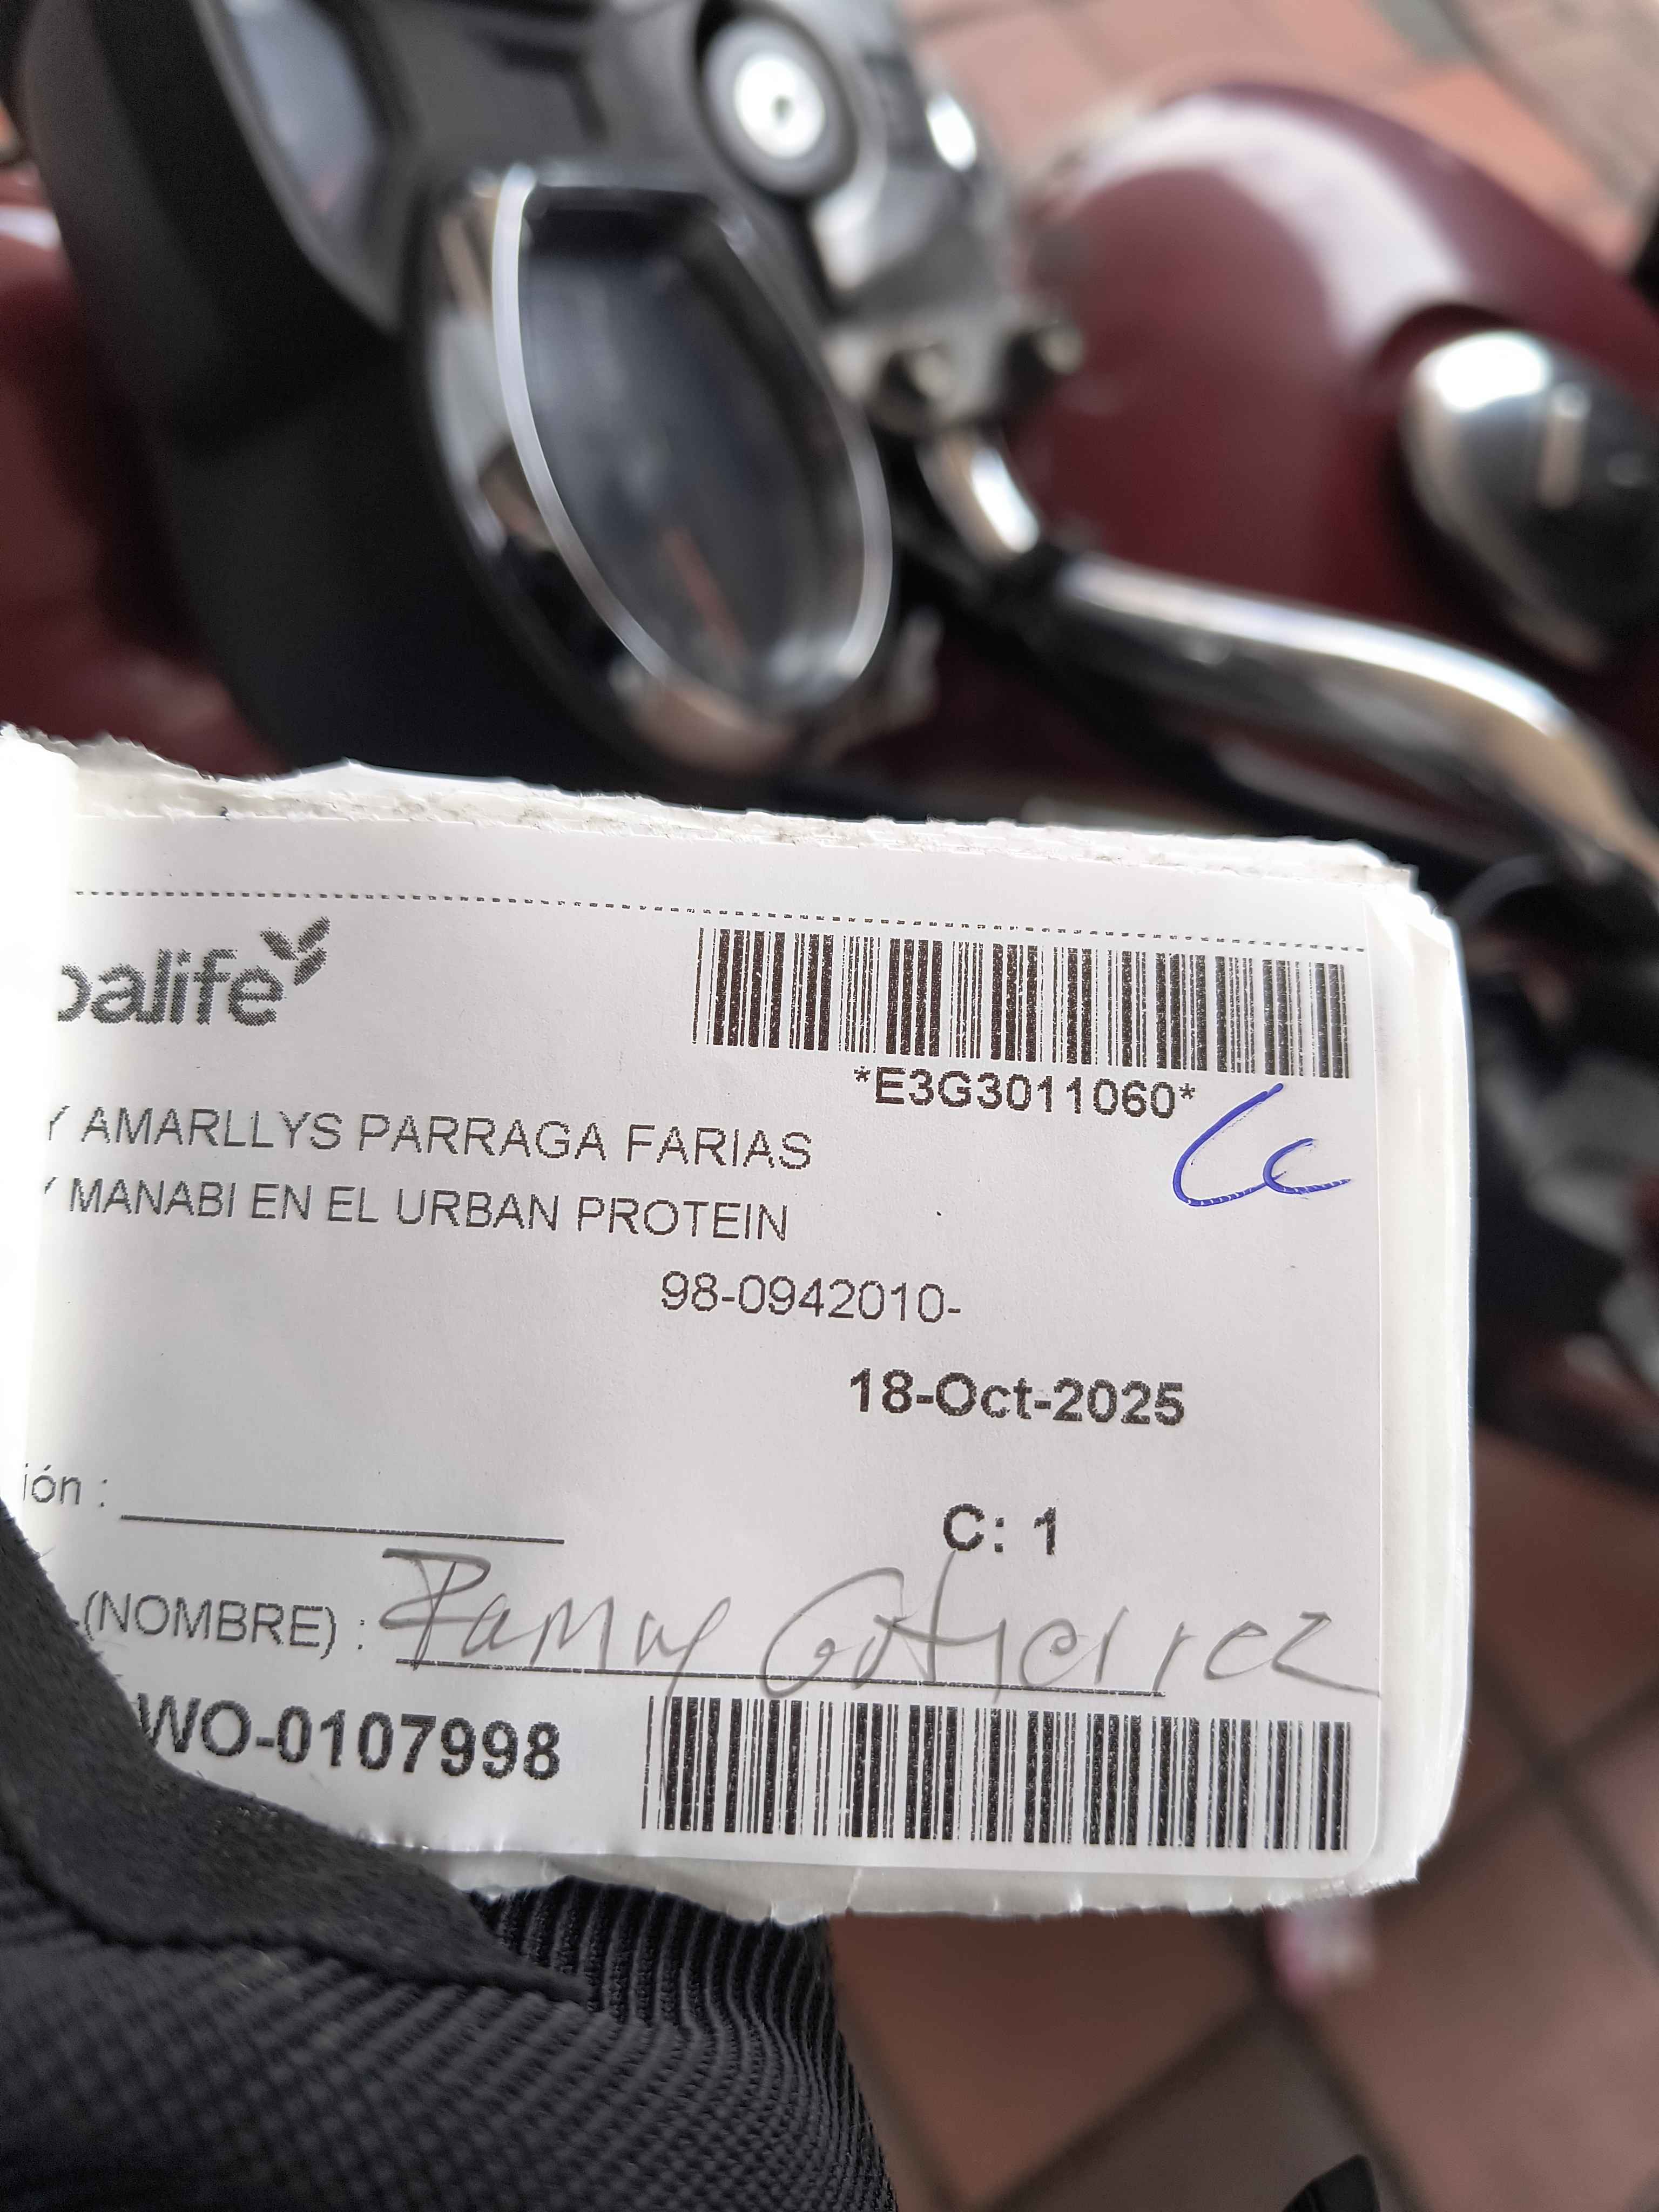 balife
*E3G3011060*
Y AMARLLYS PARRAGA FARIAS
Y MANABI EN EL URBAN PROTEIN
98-0942010-
18-Oct-2025
ión :
C: 1
(NOMBRE) : Gutierrez
WO-0107998